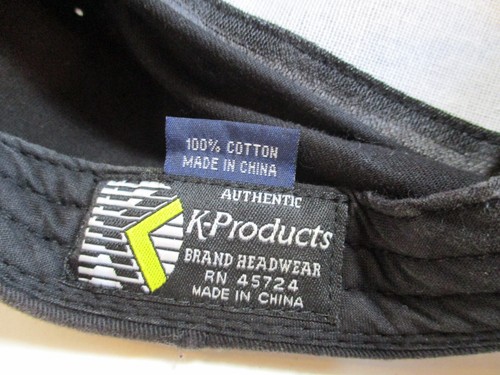 100% COTTON
MADE IN CHINA
AUTHENTIC
K-Products
BRAND HEADWEAR
RN 45724
MADE IN CHINA